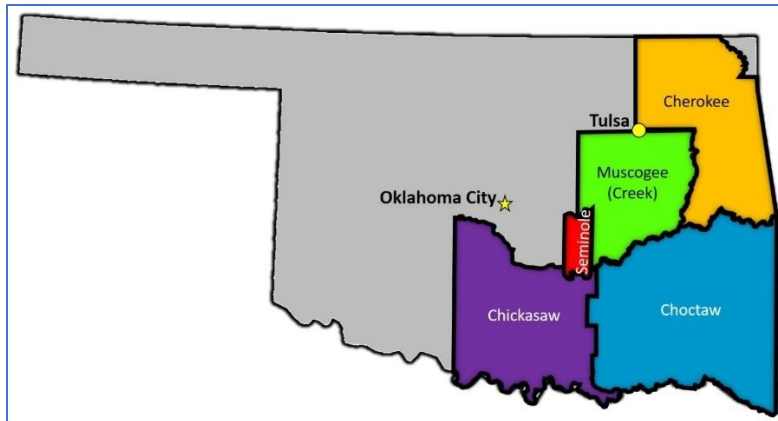 Cherokee
Tulsa
Muscogee
(Creek)
Oklahoma City
Seminole
Chickasaw
Choctaw